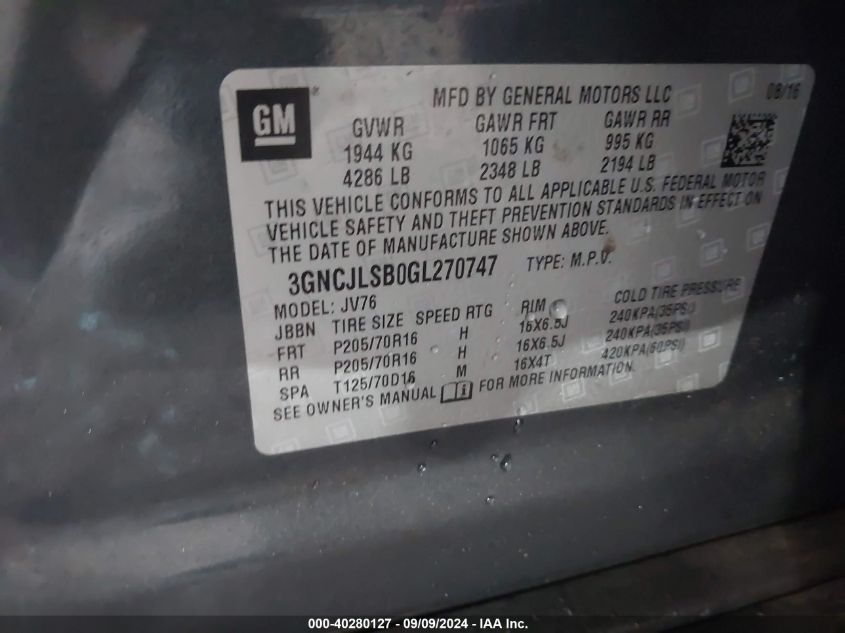 GM ®
MFD BY GENERAL MOTORS LLC 08/16
GVWR GAWR FRT GAWR RR
1944 KG 1065 KG 995 KG
4286 LB 2348 LB 2194 LB
THIS VEHICLE CONFORMS TO ALL APPLICABLE U.S. FEDERAL MOTOR
VEHICLE SAFETY AND THEFT PREVENTION STANDARDS IN EFFECT ON
THE DATE OF MANUFACTURE SHOWN ABOVE.
3GNCJLSB0GL270747 TYPE: M.P.V.
MODEL: JV76
JBBN TIRE SIZE SPEED RTG RIM COLD TIRE PRESSURE
FRT P205/70R16 H 16X6.5J 240KPA(35PSI)
RR P205/70R16 H 16X6.5J 240KPA(35PSI)
SPA T125/70D16 M 16X4T 420KPA(60PSI)
SEE OWNER'S MANUAL FOR MORE INFORMATION.
000-40280127 - 09/09/2024 - IAA Inc.